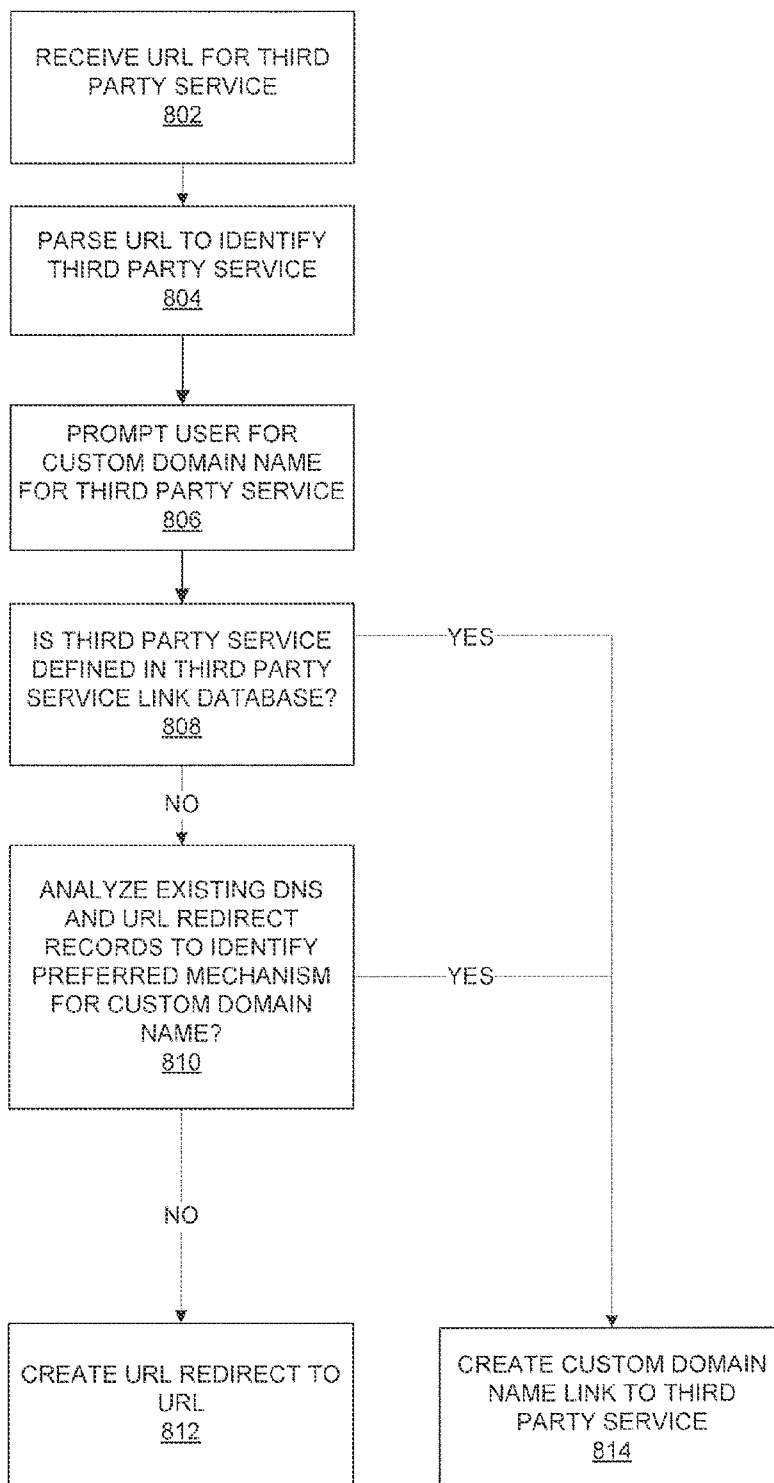 RECEIVE URL FOR THIRD
PARTY SERVICE
802
PARSE URL TO IDENTIFY
THIRD PARTY SERVICE
804
PROMPT USER FOR
CUSTOM DOMAIN NAME
FOR THIRD PARTY SERVICE
806
IS THIRD PARTY SERVICE
DEFINED IN THIRD PARTY
SERVICE LINK DATABASE?
808
YES
NO
ANALYZE EXISTING DNS
AND URL REDIRECT
RECORDS TO IDENTIFY
PREFERRED MECHANISM
FOR CUSTOM DOMAIN
NAME?
810
YES
NO
CREATE URL REDIRECT TO
URL
812
CREATE CUSTOM DOMAIN
NAME LINK TO THIRD
PARTY SERVICE
814